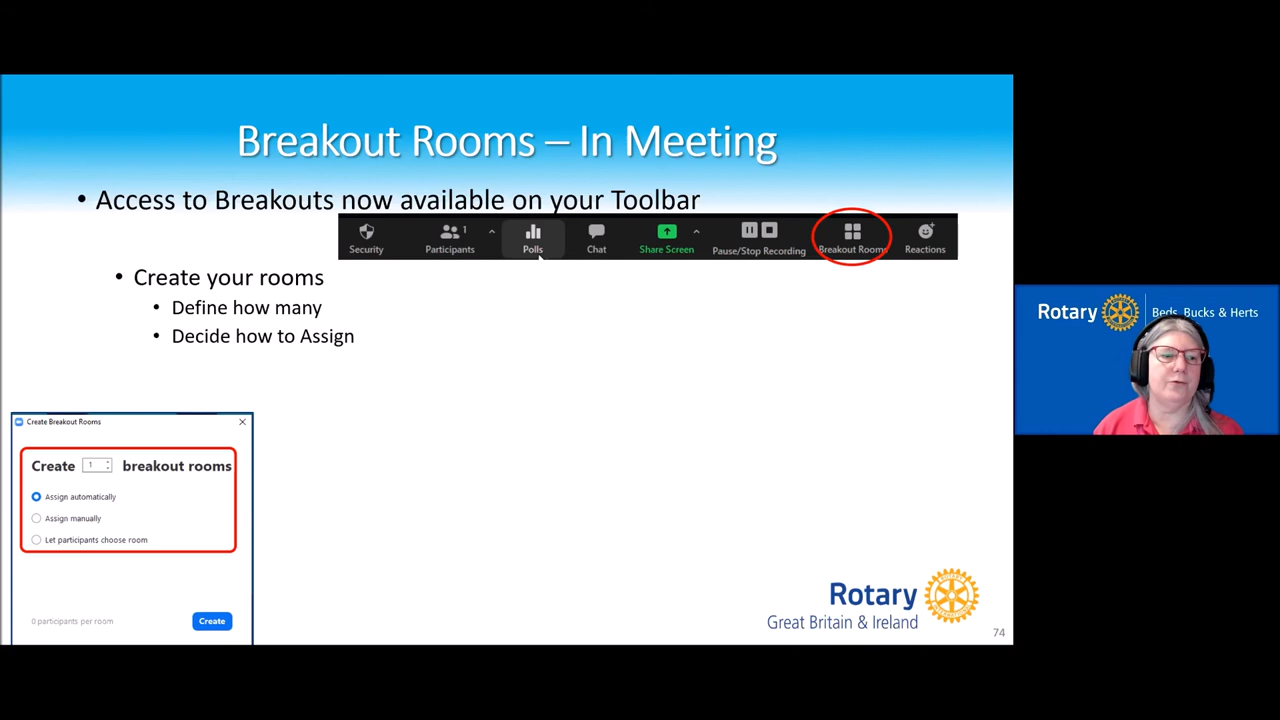 Breakout Rooms – In Meeting
• Access to Breakouts now available on your Toolbar
Security
Participants 1
Polls
Chat
Share Screen
Pause/Stop Recording
Breakout Rooms
Reactions
• Create your rooms
• Define how many
• Decide how to Assign
Create Breakout Rooms
Create 1 breakout rooms
Assign automatically
Assign manually
Let participants choose room
0 participants per room
Create
Rotary
Great Britain & Ireland
74
Rotary
Beds, Bucks & Herts